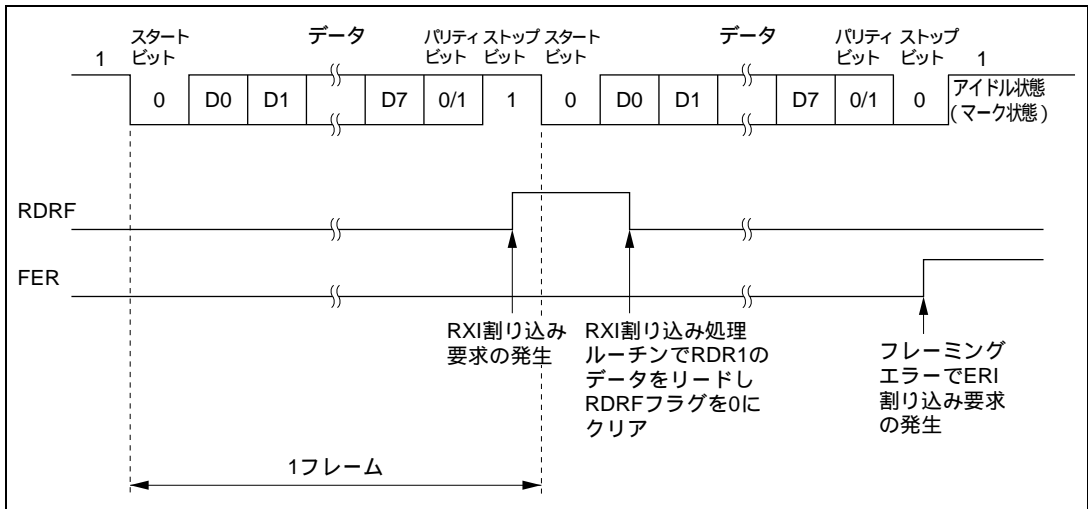 スタート
ビット
データ
パリティ
ビット
ストップ
ビット
スタート
ビット
データ
パリティ
ビット
ストップ
ビット
1
0
D0
D1
D7
0/1
1
0
D0
D1
D7
0/1
0
1
アイドル状態
(マーク状態)
RDRF
FER
RXI割り込み
要求の発生
RXI割り込み処理
ルーチンでRDR1の
データをリードし
RDRFフラグを0に
クリア
フレーミング
エラーでERI
割り込み要求
の発生
1フレーム